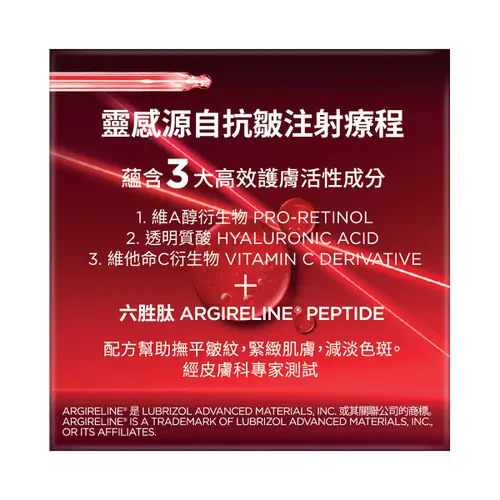 靈感源自抗皺注射療程
蘊含3大高效護膚活性成分
1. 維A醇衍生物 PRO-RETINOL
2. 透明質酸 HYALURONIC ACID
3. 維他命C衍生物 VITAMIN C DERIVATIVE
+
六胜肽 ARGIRELINE® PEPTIDE
配方幫助撫平皺紋，緊緻肌膚，減淡色斑。
經皮膚科專家測試
ARGIRELINE® 是 LUBRIZOL ADVANCED MATERIALS, INC. 或其關聯公司的商標。
ARGIRELINE® IS A TRADEMARK OF LUBRIZOL ADVANCED MATERIALS, INC.,
OR ITS AFFILIATES.